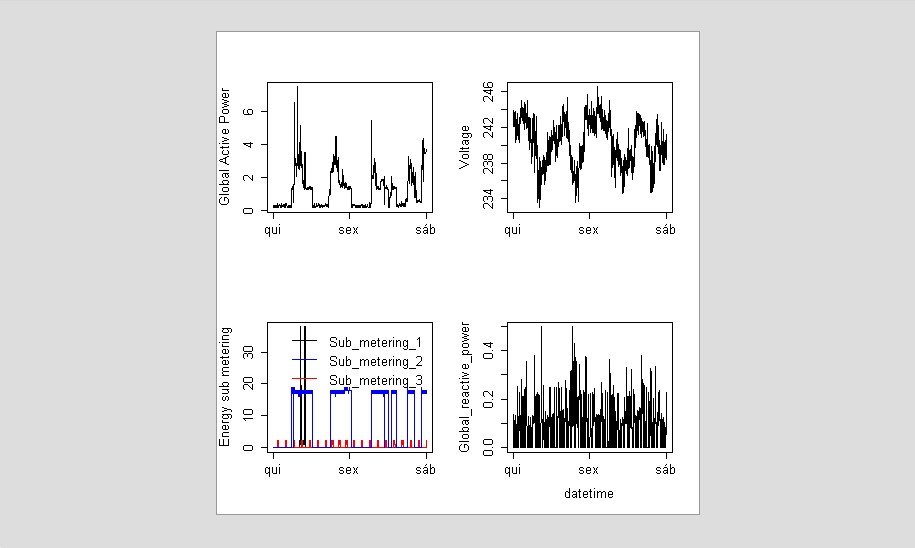 Global Active Power
0
2
4
6
qui
sex
sáb
Voltage
234
238
242
246
qui
sex
sáb
Energy sub metering
0
10
20
30
Sub_metering_1
Sub_metering_2
Sub_metering_3
qui
sex
sáb
Global_reactive_power
0.0
0.2
0.4
qui
sex
sáb
datetime